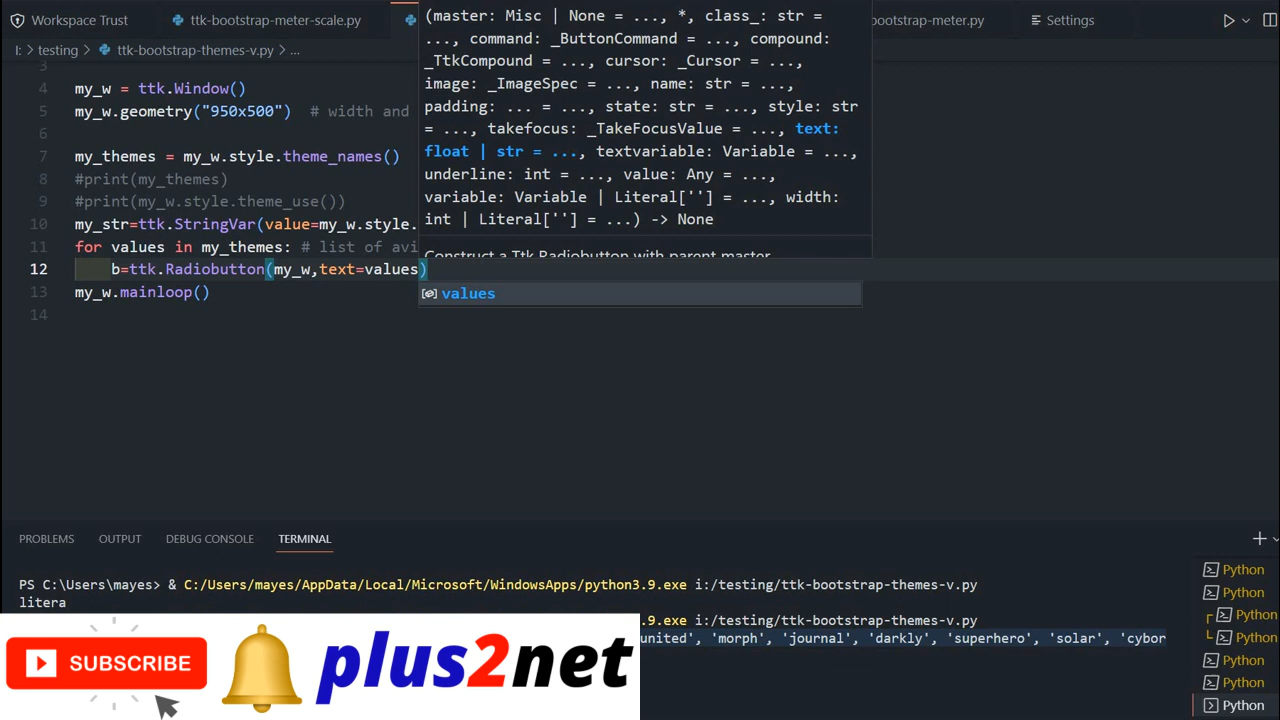 Workspace Trust
ttk-bootstrap-meter-scale.py
bootstrap-meter.py
Settings
I: > testing > ttk-bootstrap-themes-v.py > ...
(master: Misc | None = ..., *, class_: str =
..., command: _ButtonCommand = ..., compound:
_TtkCompound = ..., cursor: _Cursor = ...,
image: _ImageSpec = ..., name: str = ...,
padding: ... = ..., state: str = ..., style: str
= ..., takefocus: _TakeFocusValue = ..., text:
float | str = ..., textvariable: Variable = ...,
underline: int = ..., value: Any = ...,
variable: Variable | Literal[''] = ..., width:
int | Literal[''] = ...) -> None
Construct a Ttk Radiobutton with parent master
3
4 my_w = ttk.Window()
5 my_w.geometry("950x500") # width and
6
7 my_themes = my_w.style.theme_names()
8 #print(my_themes)
9 #print(my_w.style.theme_use())
10 my_str=ttk.StringVar(value=my_w.style.
11 for values in my_themes: # list of avi
12 b=ttk.Radiobutton(my_w,text=values)
values
13 my_w.mainloop()
14
PROBLEMS OUTPUT DEBUG CONSOLE TERMINAL
PS C:\Users\mayes> & C:/Users/mayes/AppData/Local/Microsoft/WindowsApps/python3.9.exe i:/testing/ttk-bootstrap-themes-v.py
litera
.9.exe i:/testing/ttk-bootstrap-themes-v.py
united', 'morph', 'journal', 'darkly', 'superhero', 'solar', 'cybor
Python
Python
Python
Python
Python
Python
Python
SUBSCRIBE
plus2net